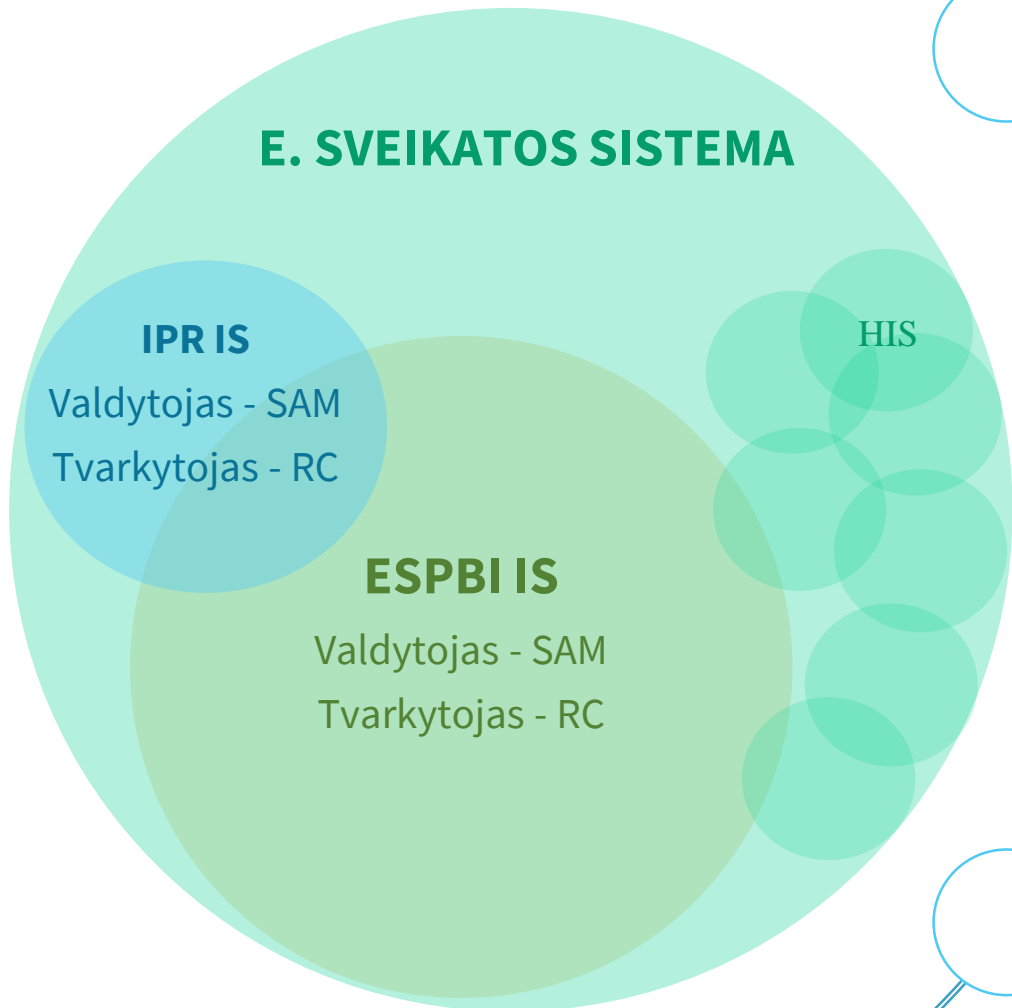 E. SVEIKATOS SISTEMA
IPR IS
Valdytojas - SAM
Tvarkytojas - RC
HIS
ESPBI IS
Valdytojas - SAM
Tvarkytojas - RC